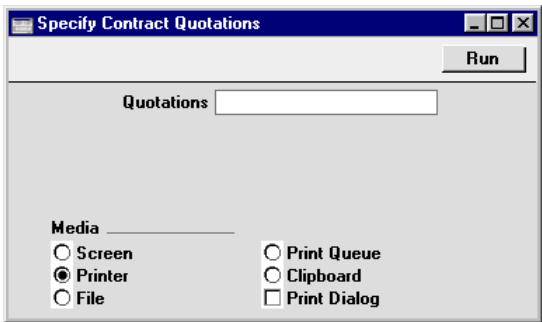 Specify Contract Quotations
Run
Quotations
Media
Screen
Print Queue
Printer
Clipboard
File
Print Dialog